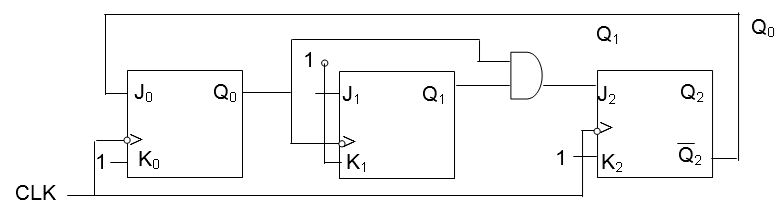 Q₁
Q₀
1
J₀ Q₀ J₁ Q₁ J₂ Q₂
1 K₀ K₁ 1 K₂ Q̅₂
CLK